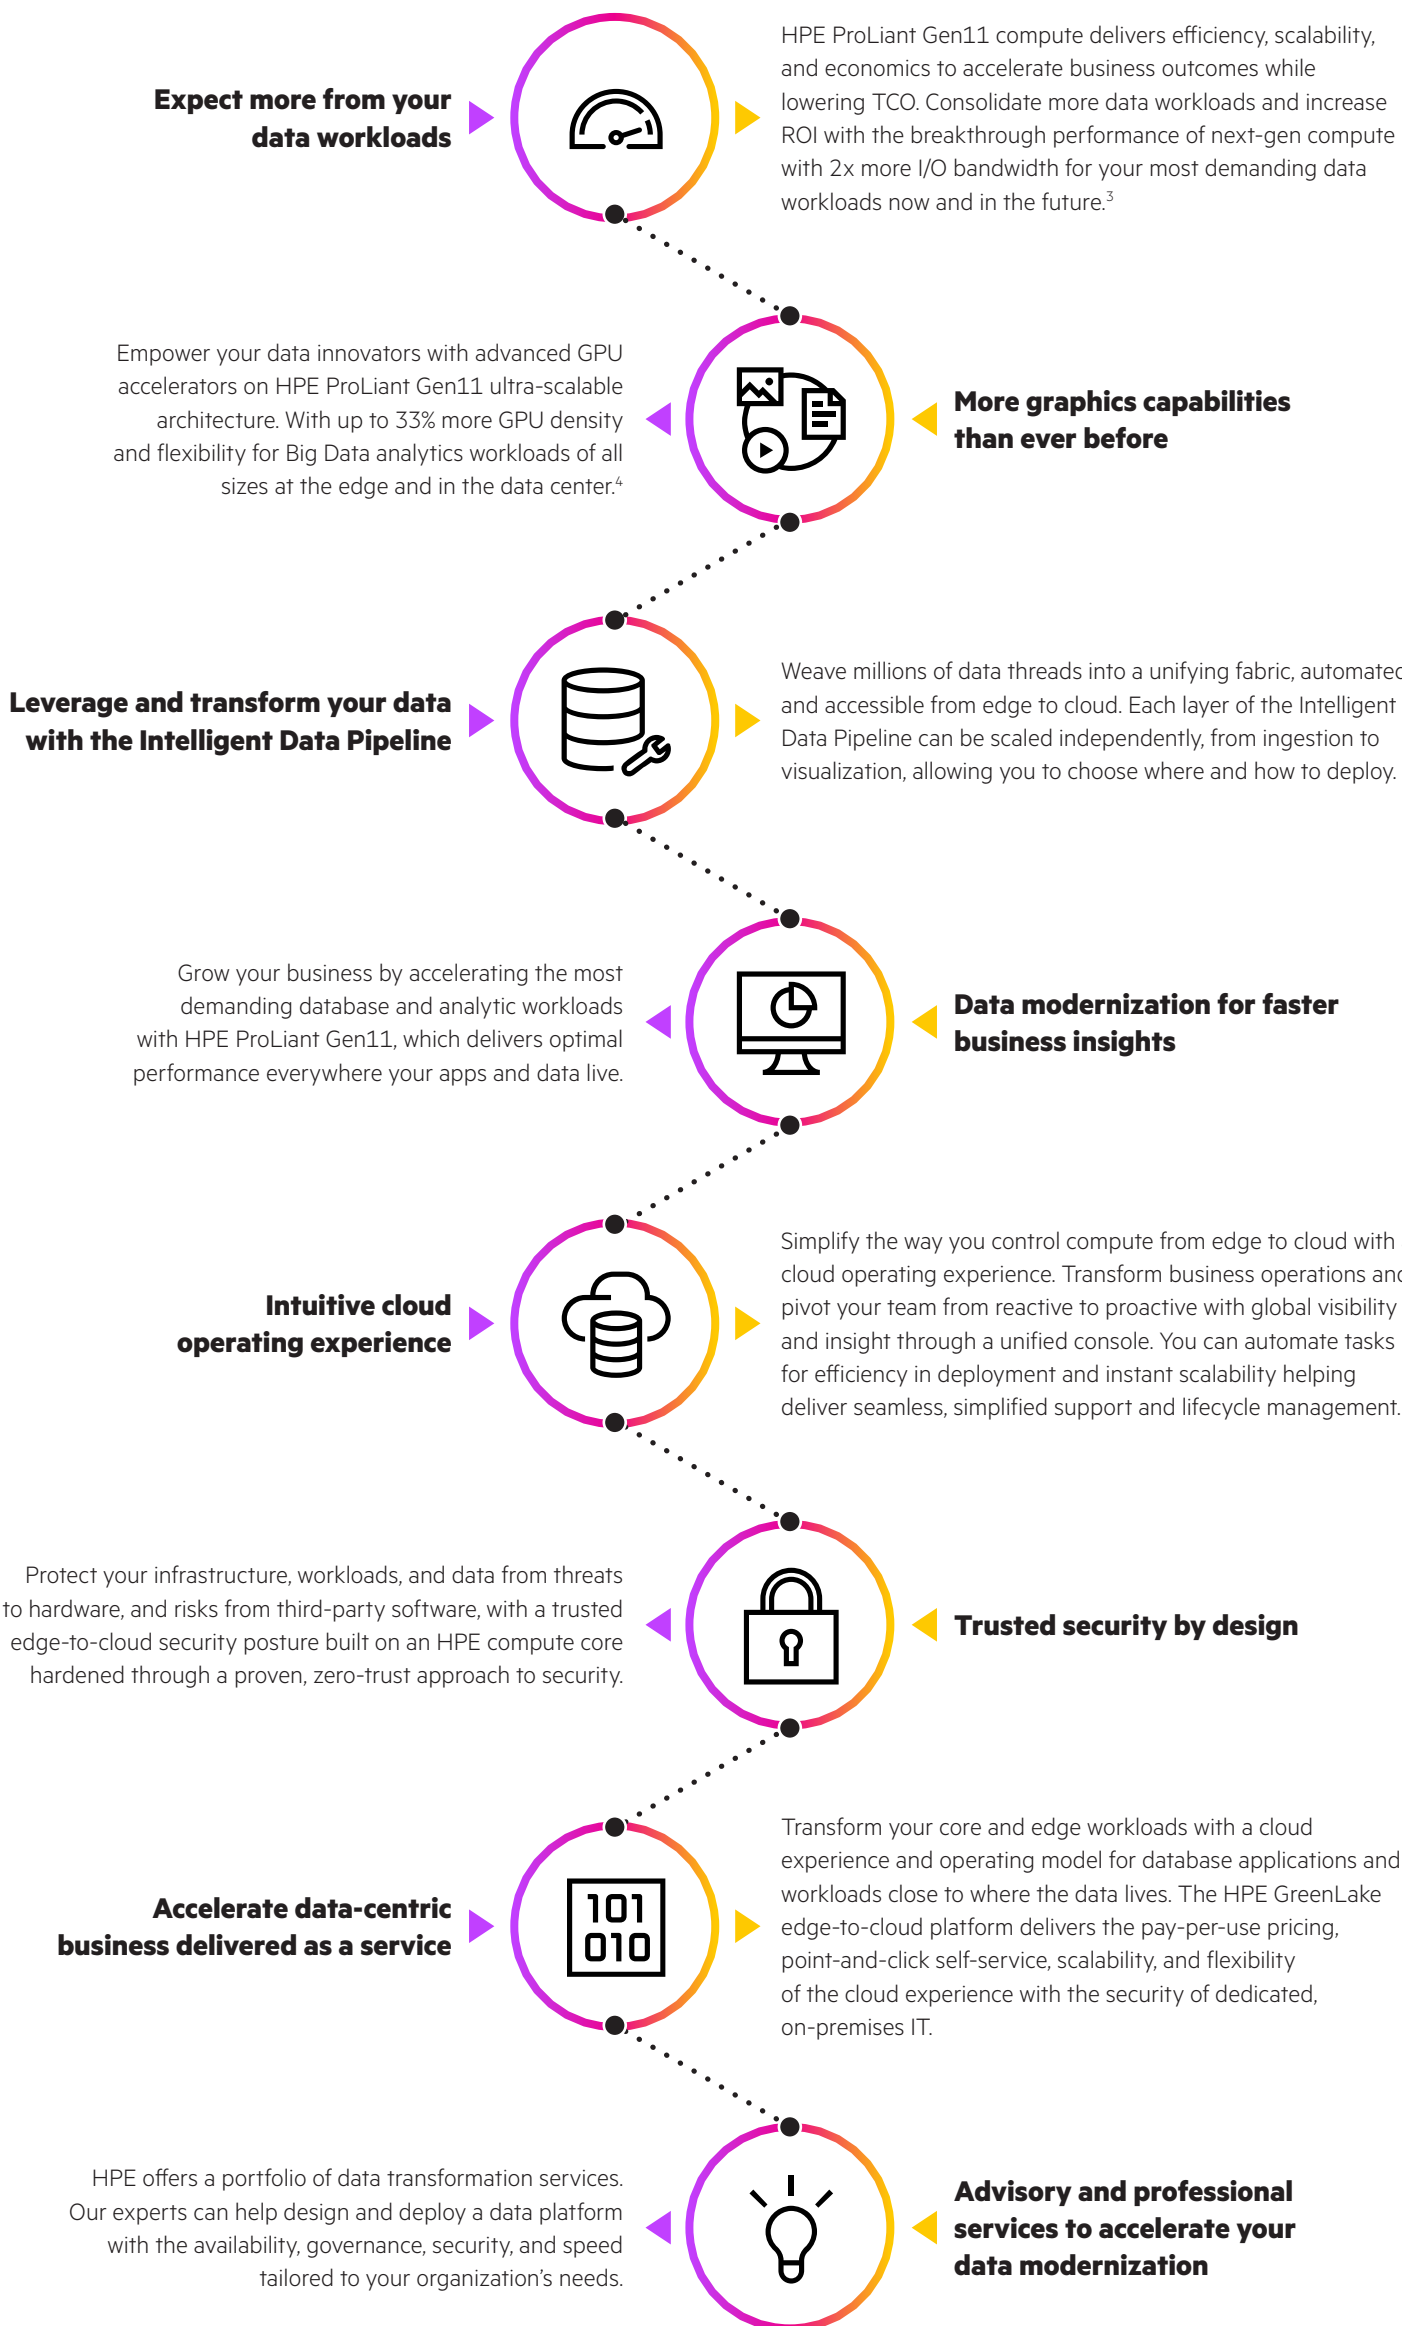 Expect more from your
data workloads
HPE ProLiant Gen11 compute delivers efficiency, scalability,
and economics to accelerate business outcomes while
lowering TCO. Consolidate more data workloads and increase
ROI with the breakthrough performance of next-gen compute
with 2x more I/O bandwidth for your most demanding data
workloads now and in the future.³
Empower your data innovators with advanced GPU
accelerators on HPE ProLiant Gen11 ultra-scalable
architecture. With up to 33% more GPU density
and flexibility for Big Data analytics workloads of all
sizes at the edge and in the data center.⁴
More graphics capabilities
than ever before
Leverage and transform your data
with the Intelligent Data Pipeline
Weave millions of data threads into a unifying fabric, automated
and accessible from edge to cloud. Each layer of the Intelligent
Data Pipeline can be scaled independently, from ingestion to
visualization, allowing you to choose where and how to deploy.
Grow your business by accelerating the most
demanding database and analytic workloads
with HPE ProLiant Gen11, which delivers optimal
performance everywhere your apps and data live.
Data modernization for faster
business insights
Intuitive cloud
operating experience
Simplify the way you control compute from edge to cloud with
cloud operating experience. Transform business operations and
pivot your team from reactive to proactive with global visibility
and insight through a unified console. You can automate tasks
for efficiency in deployment and instant scalability helping
deliver seamless, simplified support and lifecycle management.
Protect your infrastructure, workloads, and data from threats
to hardware, and risks from third-party software, with a trusted
edge-to-cloud security posture built on an HPE compute core
hardened through a proven, zero-trust approach to security.
Trusted security by design
Accelerate data-centric
business delivered as a service
101
010
Transform your core and edge workloads with a cloud
experience and operating model for database applications and
workloads close to where the data lives. The HPE GreenLake
edge-to-cloud platform delivers the pay-per-use pricing,
point-and-click self-service, scalability, and flexibility
of the cloud experience with the security of dedicated,
on-premises IT.
HPE offers a portfolio of data transformation services.
Our experts can help design and deploy a data platform
with the availability, governance, security, and speed
tailored to your organization's needs.
Advisory and professional
services to accelerate your
data modernization